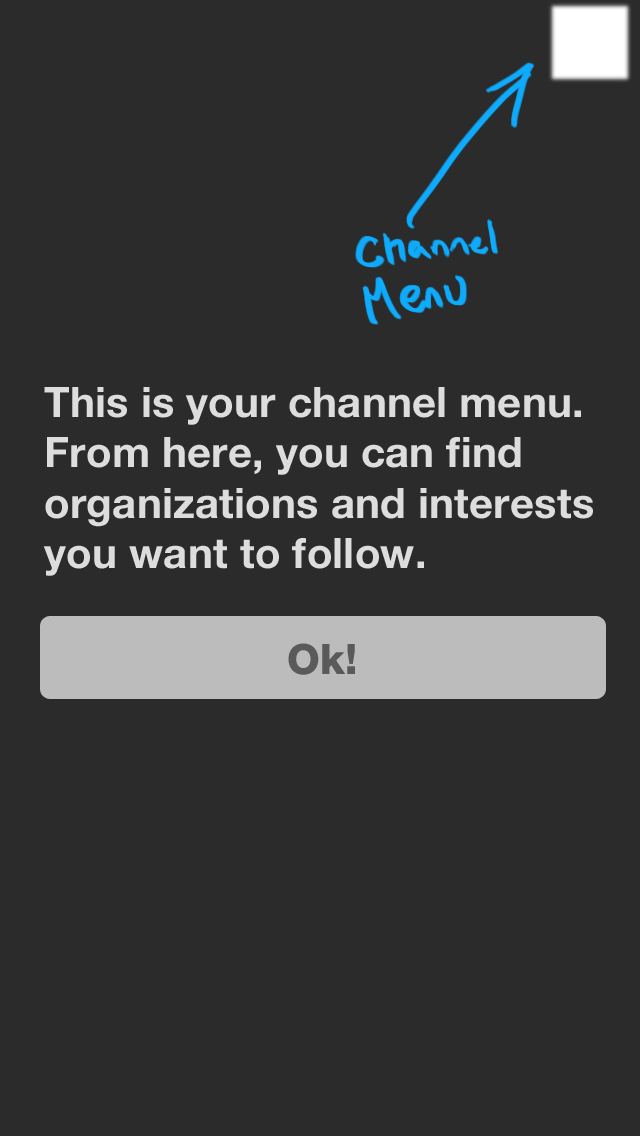 Channel
Menu
This is your channel menu.
From here, you can find
organizations and interests
you want to follow.
Ok!